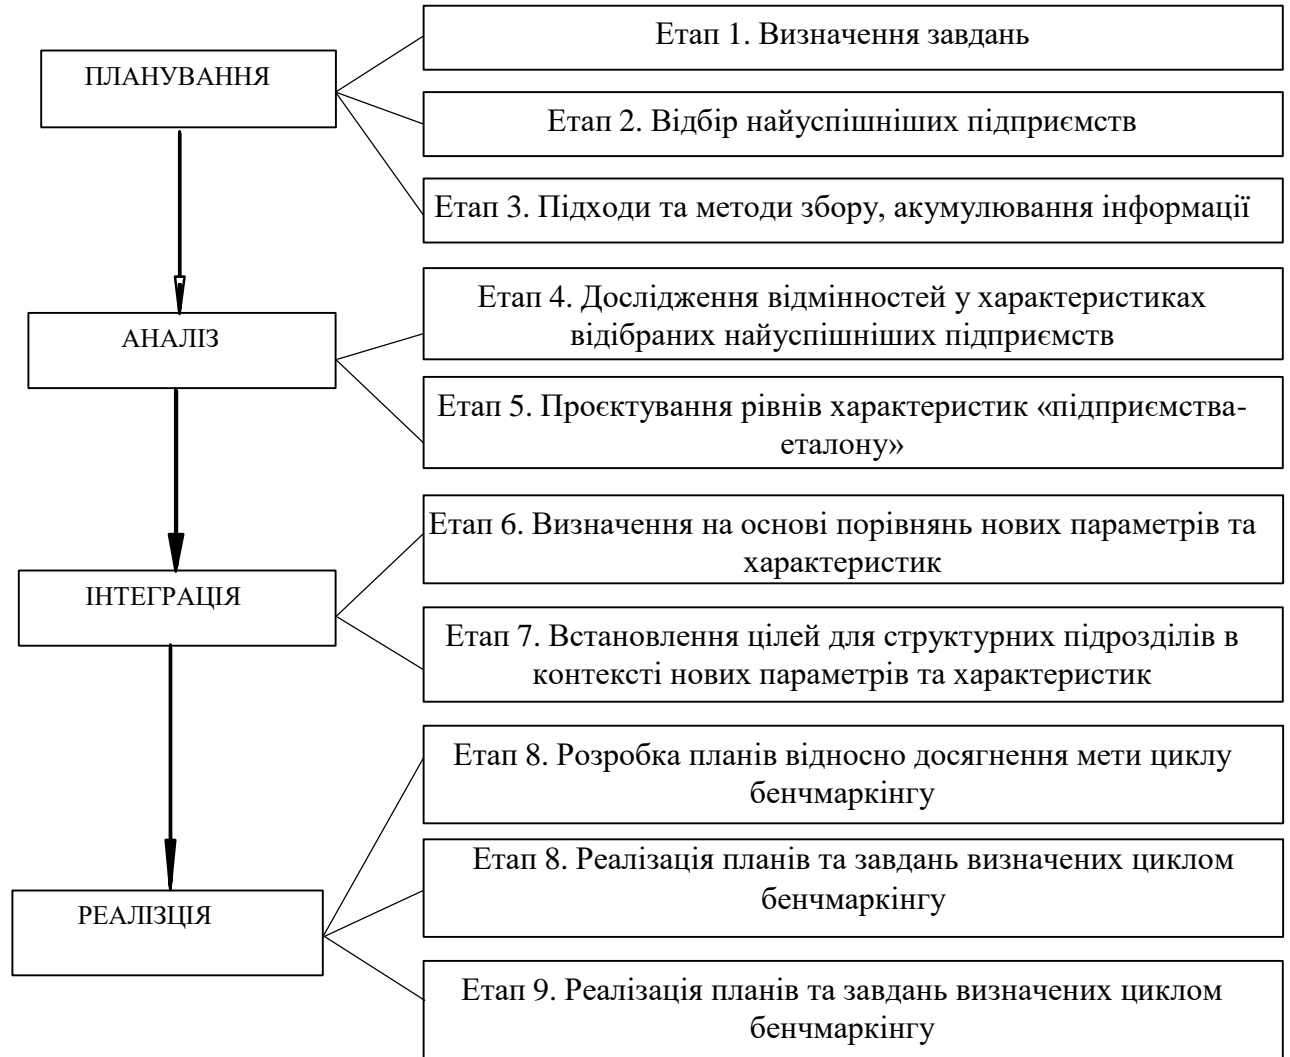 ПЛАНУВАННЯ
Етап 1. Визначення завдань
Етап 2. Відбір найуспішніших підприємств
Етап 3. Підходи та методи збору, акумулювання інформації
АНАЛІЗ
Етап 4. Дослідження відмінностей у характеристиках
відібраних найуспішніших підприємств
Етап 5. Проєктування рівнів характеристик «підприємства-
еталону»
ІНТЕГРАЦІЯ
Етап 6. Визначення на основі порівнянь нових параметрів та
характеристик
Етап 7. Встановлення цілей для структурних підрозділів в
контексті нових параметрів та характеристик
РЕАЛІЗЦІЯ
Етап 8. Розробка планів відносно досягнення мети циклу
бенчмаркінгу
Етап 8. Реалізація планів та завдань визначених циклом
бенчмаркінгу
Етап 9. Реалізація планів та завдань визначених циклом
бенчмаркінгу